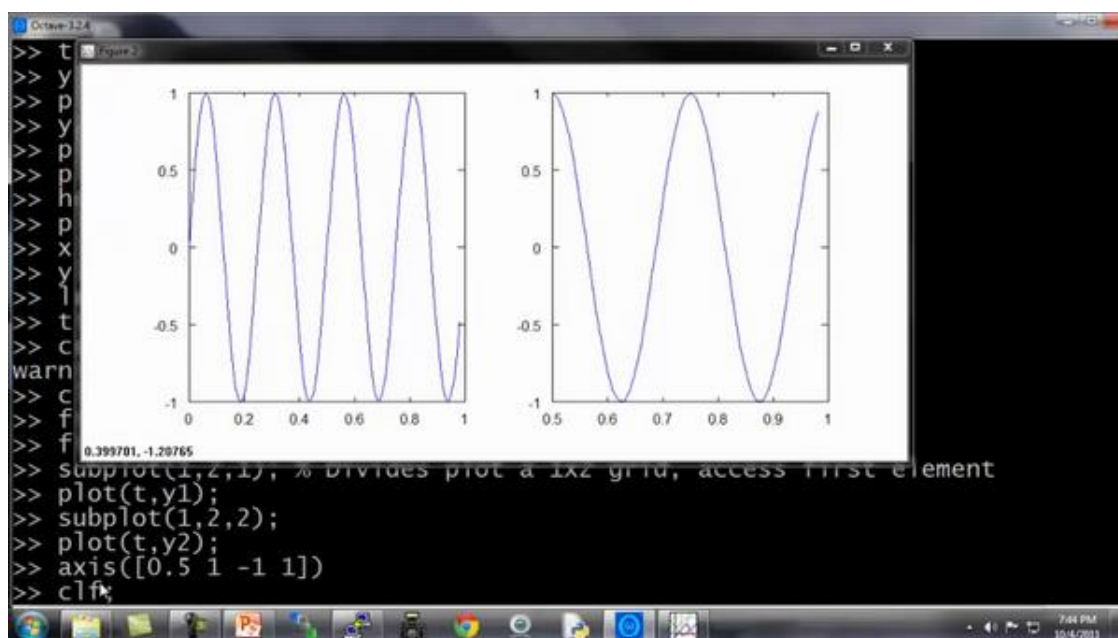 Octave-3.2.4
Figure 2
>> t
>> y
>> p
>> y
>> p
>> p
>> h
>> p
>> x
>> y
>> l
>> t
>> c
warn
>> c
>> f
>> f
1
0.5
0
-0.5
-1
0 0.2 0.4 0.6 0.8 1
1
0.5
0
-0.5
-1
0.5 0.6 0.7 0.8 0.9 1
0.399701, -1.20765
>> subplot(1,2,1); % Divides plot a 1x2 grid, access first element
>> plot(t,y1);
>> subplot(1,2,2);
>> plot(t,y2);
>> axis([0.5 1 -1 1])
>> clf;
7:44 PM